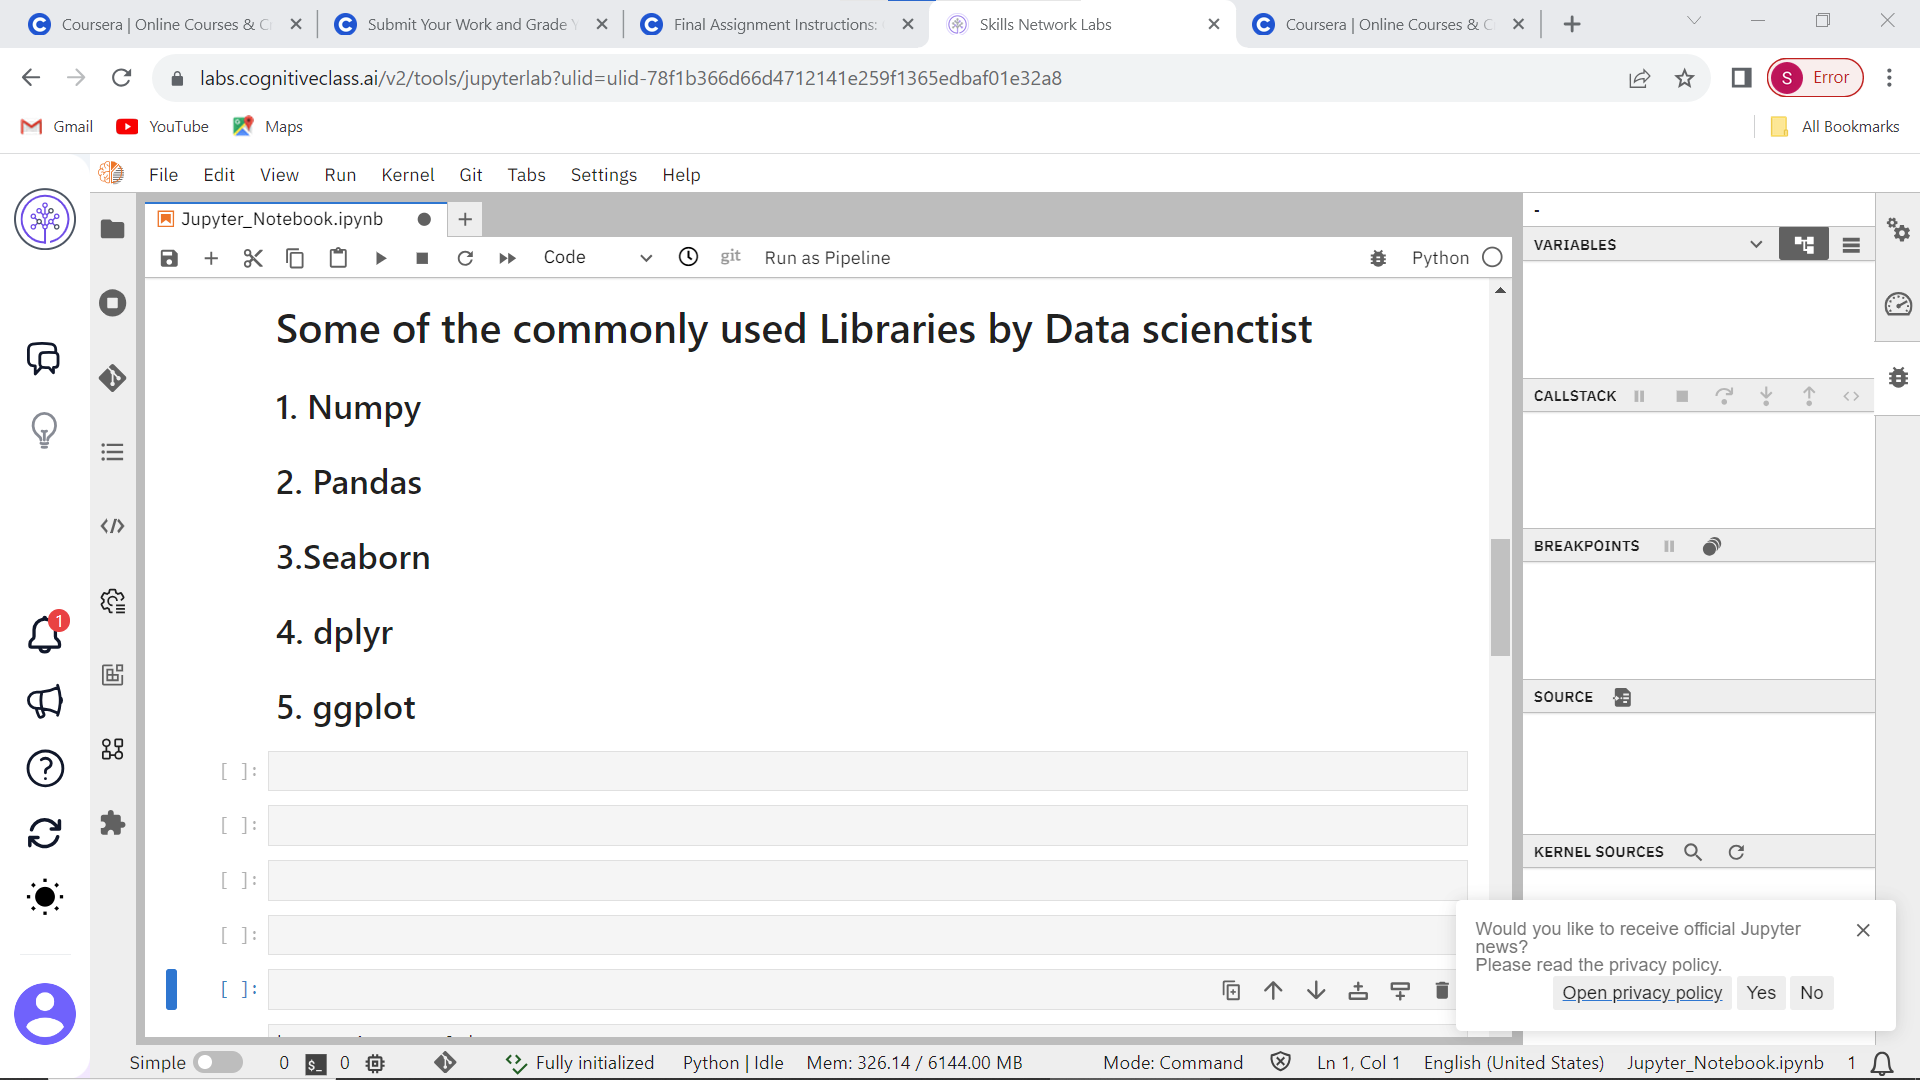 Coursera | Online Courses & C
Submit Your Work and Grade Y
Final Assignment Instructions:
Skills Network Labs
Coursera | Online Courses & C
labs.cognitiveclass.ai/v2/tools/jupyterlab?ulid=ulid-78f1b366d66d4712141e259f1365edbaf01e32a8
S Error
Gmail
YouTube
Maps
All Bookmarks
File Edit View Run Kernel Git Tabs Settings Help
Jupyter_Notebook.ipynb
Code
git
Run as Pipeline
Python
Some of the commonly used Libraries by Data scienctist
1. Numpy
2. Pandas
3.Seaborn
4. dplyr
5. ggplot
[ ]:
[ ]:
[ ]:
[ ]:
[ ]:
-
VARIABLES
CALLSTACK
BREAKPOINTS
SOURCE
KERNEL SOURCES
1
Would you like to receive official Jupyter
news?
Please read the privacy policy.
Open privacy policy Yes No
Simple 0 $_ 0 Fully initialized Python | Idle Mem: 326.14 / 6144.00 MB Mode: Command Ln 1, Col 1 English (United States) Jupyter_Notebook.ipynb 1